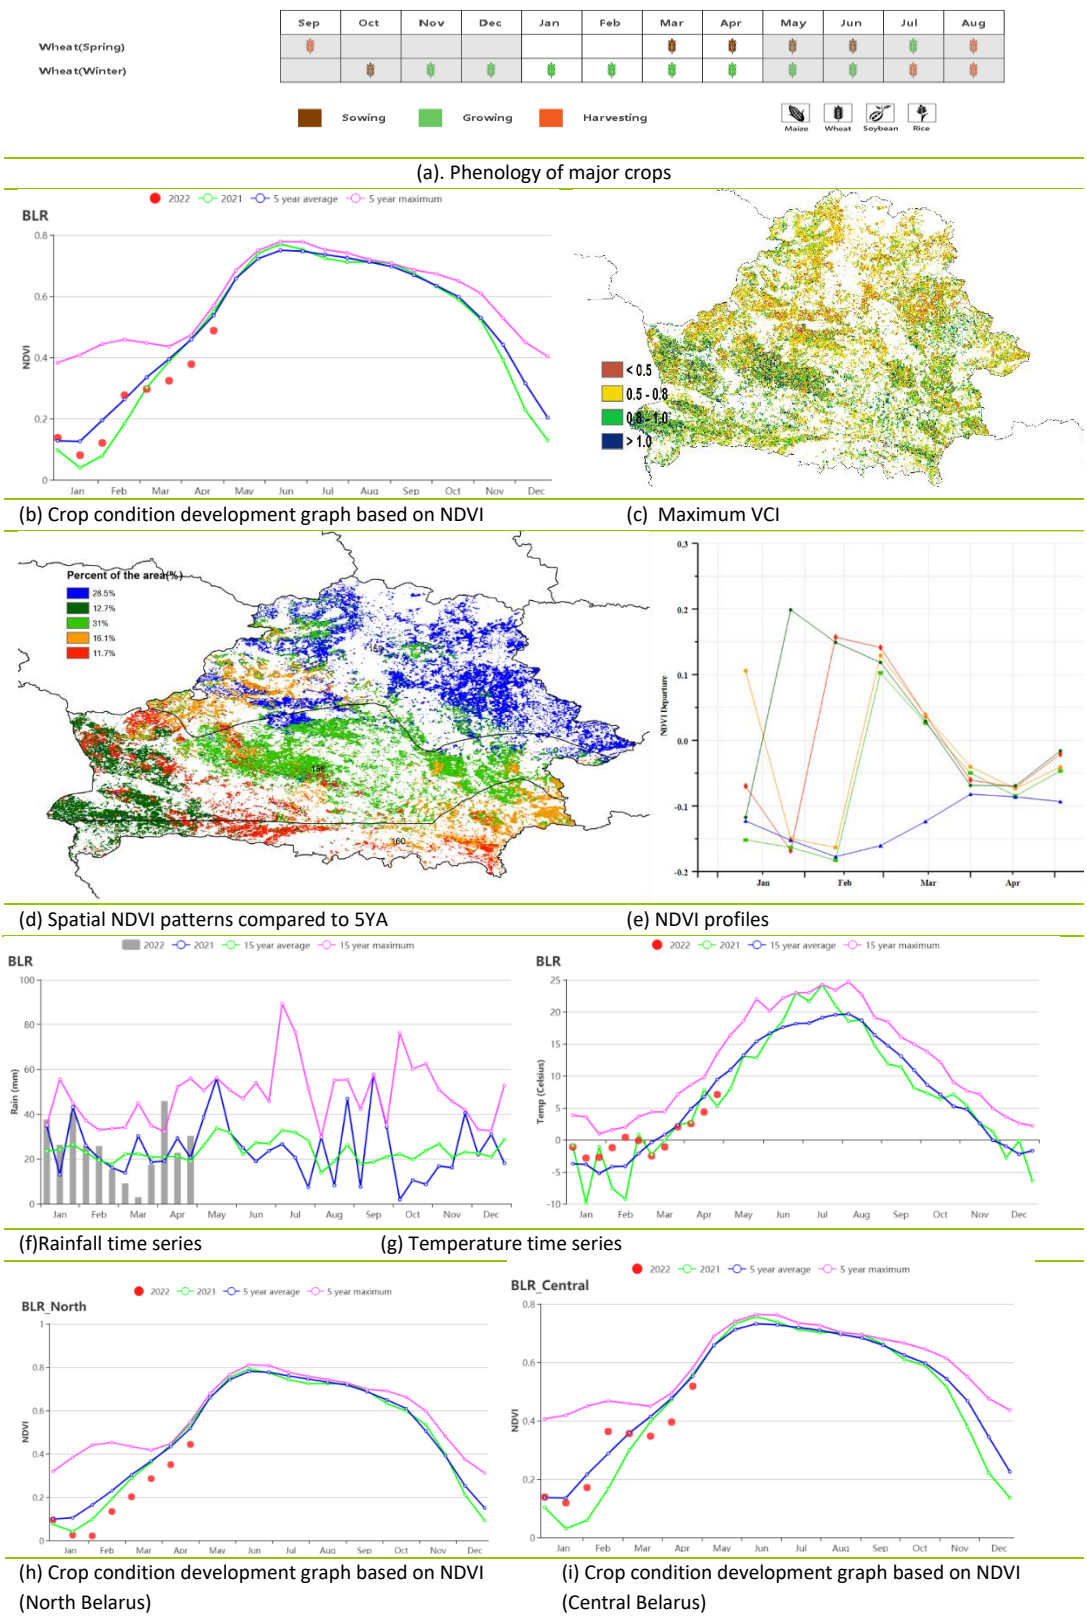 Sep Oct Nov Dec Jan Feb Mar Apr May Jun Jul Aug
Wheat(Spring)
Wheat(Winter)
Sowing Growing Harvesting
Maize Wheat Soybean Rice
(a). Phenology of major crops
2022 2021 5 year average 5 year maximum
BLR
0.8
0.6
0.4
0.2
0
NDVI
Jan Feb Mar Apr May Jun Jul Aug Sep Oct Nov Dec
< 0.5
0.5 - 0.8
0.8 - 1.0
> 1.0
(b) Crop condition development graph based on NDVI (c) Maximum VCI
Percent of the area(%)
28.5%
12.7%
31%
16.1%
11.7%
160
0.3
0.2
0.1
0.0
-0.1
-0.2
NDVI Departure
Jan Feb Mar Apr
(d) Spatial NDVI patterns compared to 5YA (e) NDVI profiles
2022 2021 15 year average 15 year maximum
BLR
100
80
60
40
20
0
Rain (mm)
Jan Feb Mar Apr May Jun Jul Aug Sep Oct Nov Dec
2022 2021 15 year average 15 year maximum
BLR
25
20
15
10
5
0
-5
-10
Temp (Celsius)
Jan Feb Mar Apr May Jun Jul Aug Sep Oct Nov Dec
(f)Rainfall time series (g) Temperature time series
2022 2021 5 year average 5 year maximum
BLR_North
1
0.8
0.6
0.4
0.2
0
NDVI
Jan Feb Mar Apr May Jun Jul Aug Sep Oct Nov Dec
2022 2021 5 year average 5 year maximum
BLR_Central
0.8
0.6
0.4
0.2
0
NDVI
Jan Feb Mar Apr May Jun Jul Aug Sep Oct Nov Dec
(h) Crop condition development graph based on NDVI
(North Belarus)
(i) Crop condition development graph based on NDVI
(Central Belarus)